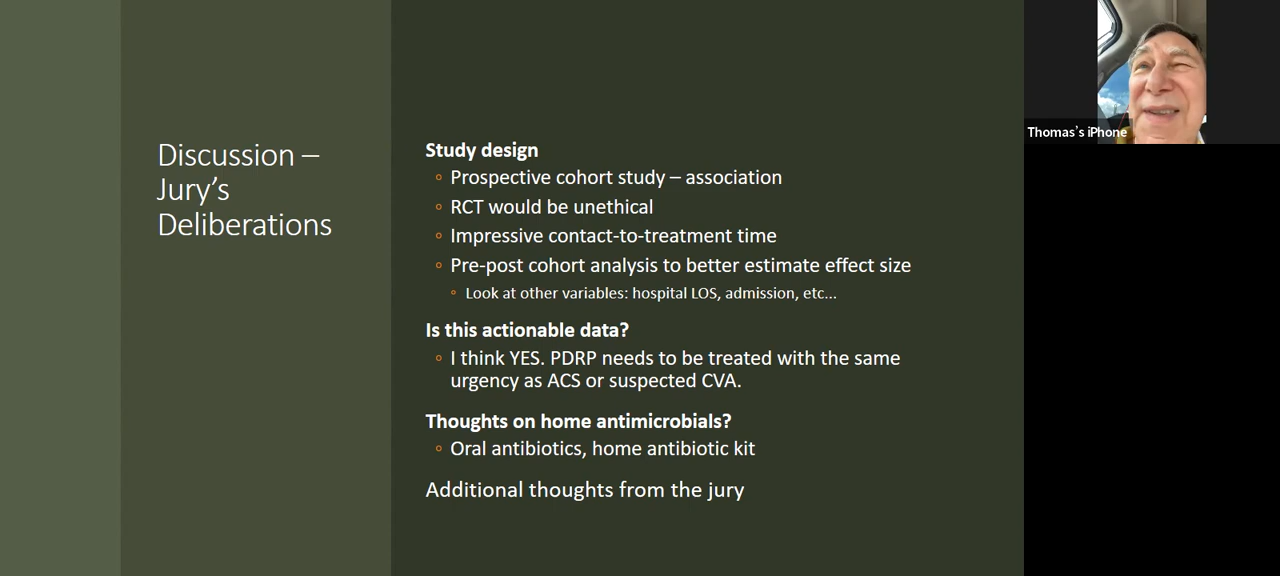 Discussion –
Jury's
Deliberations
Study design
Prospective cohort study – association
RCT would be unethical
Impressive contact-to-treatment time
Pre-post cohort analysis to better estimate effect size
Look at other variables: hospital LOS, admission, etc...
Is this actionable data?
I think YES. PDRP needs to be treated with the same
urgency as ACS or suspected CVA.
Thoughts on home antimicrobials?
Oral antibiotics, home antibiotic kit
Additional thoughts from the jury
Thomas's iPhone